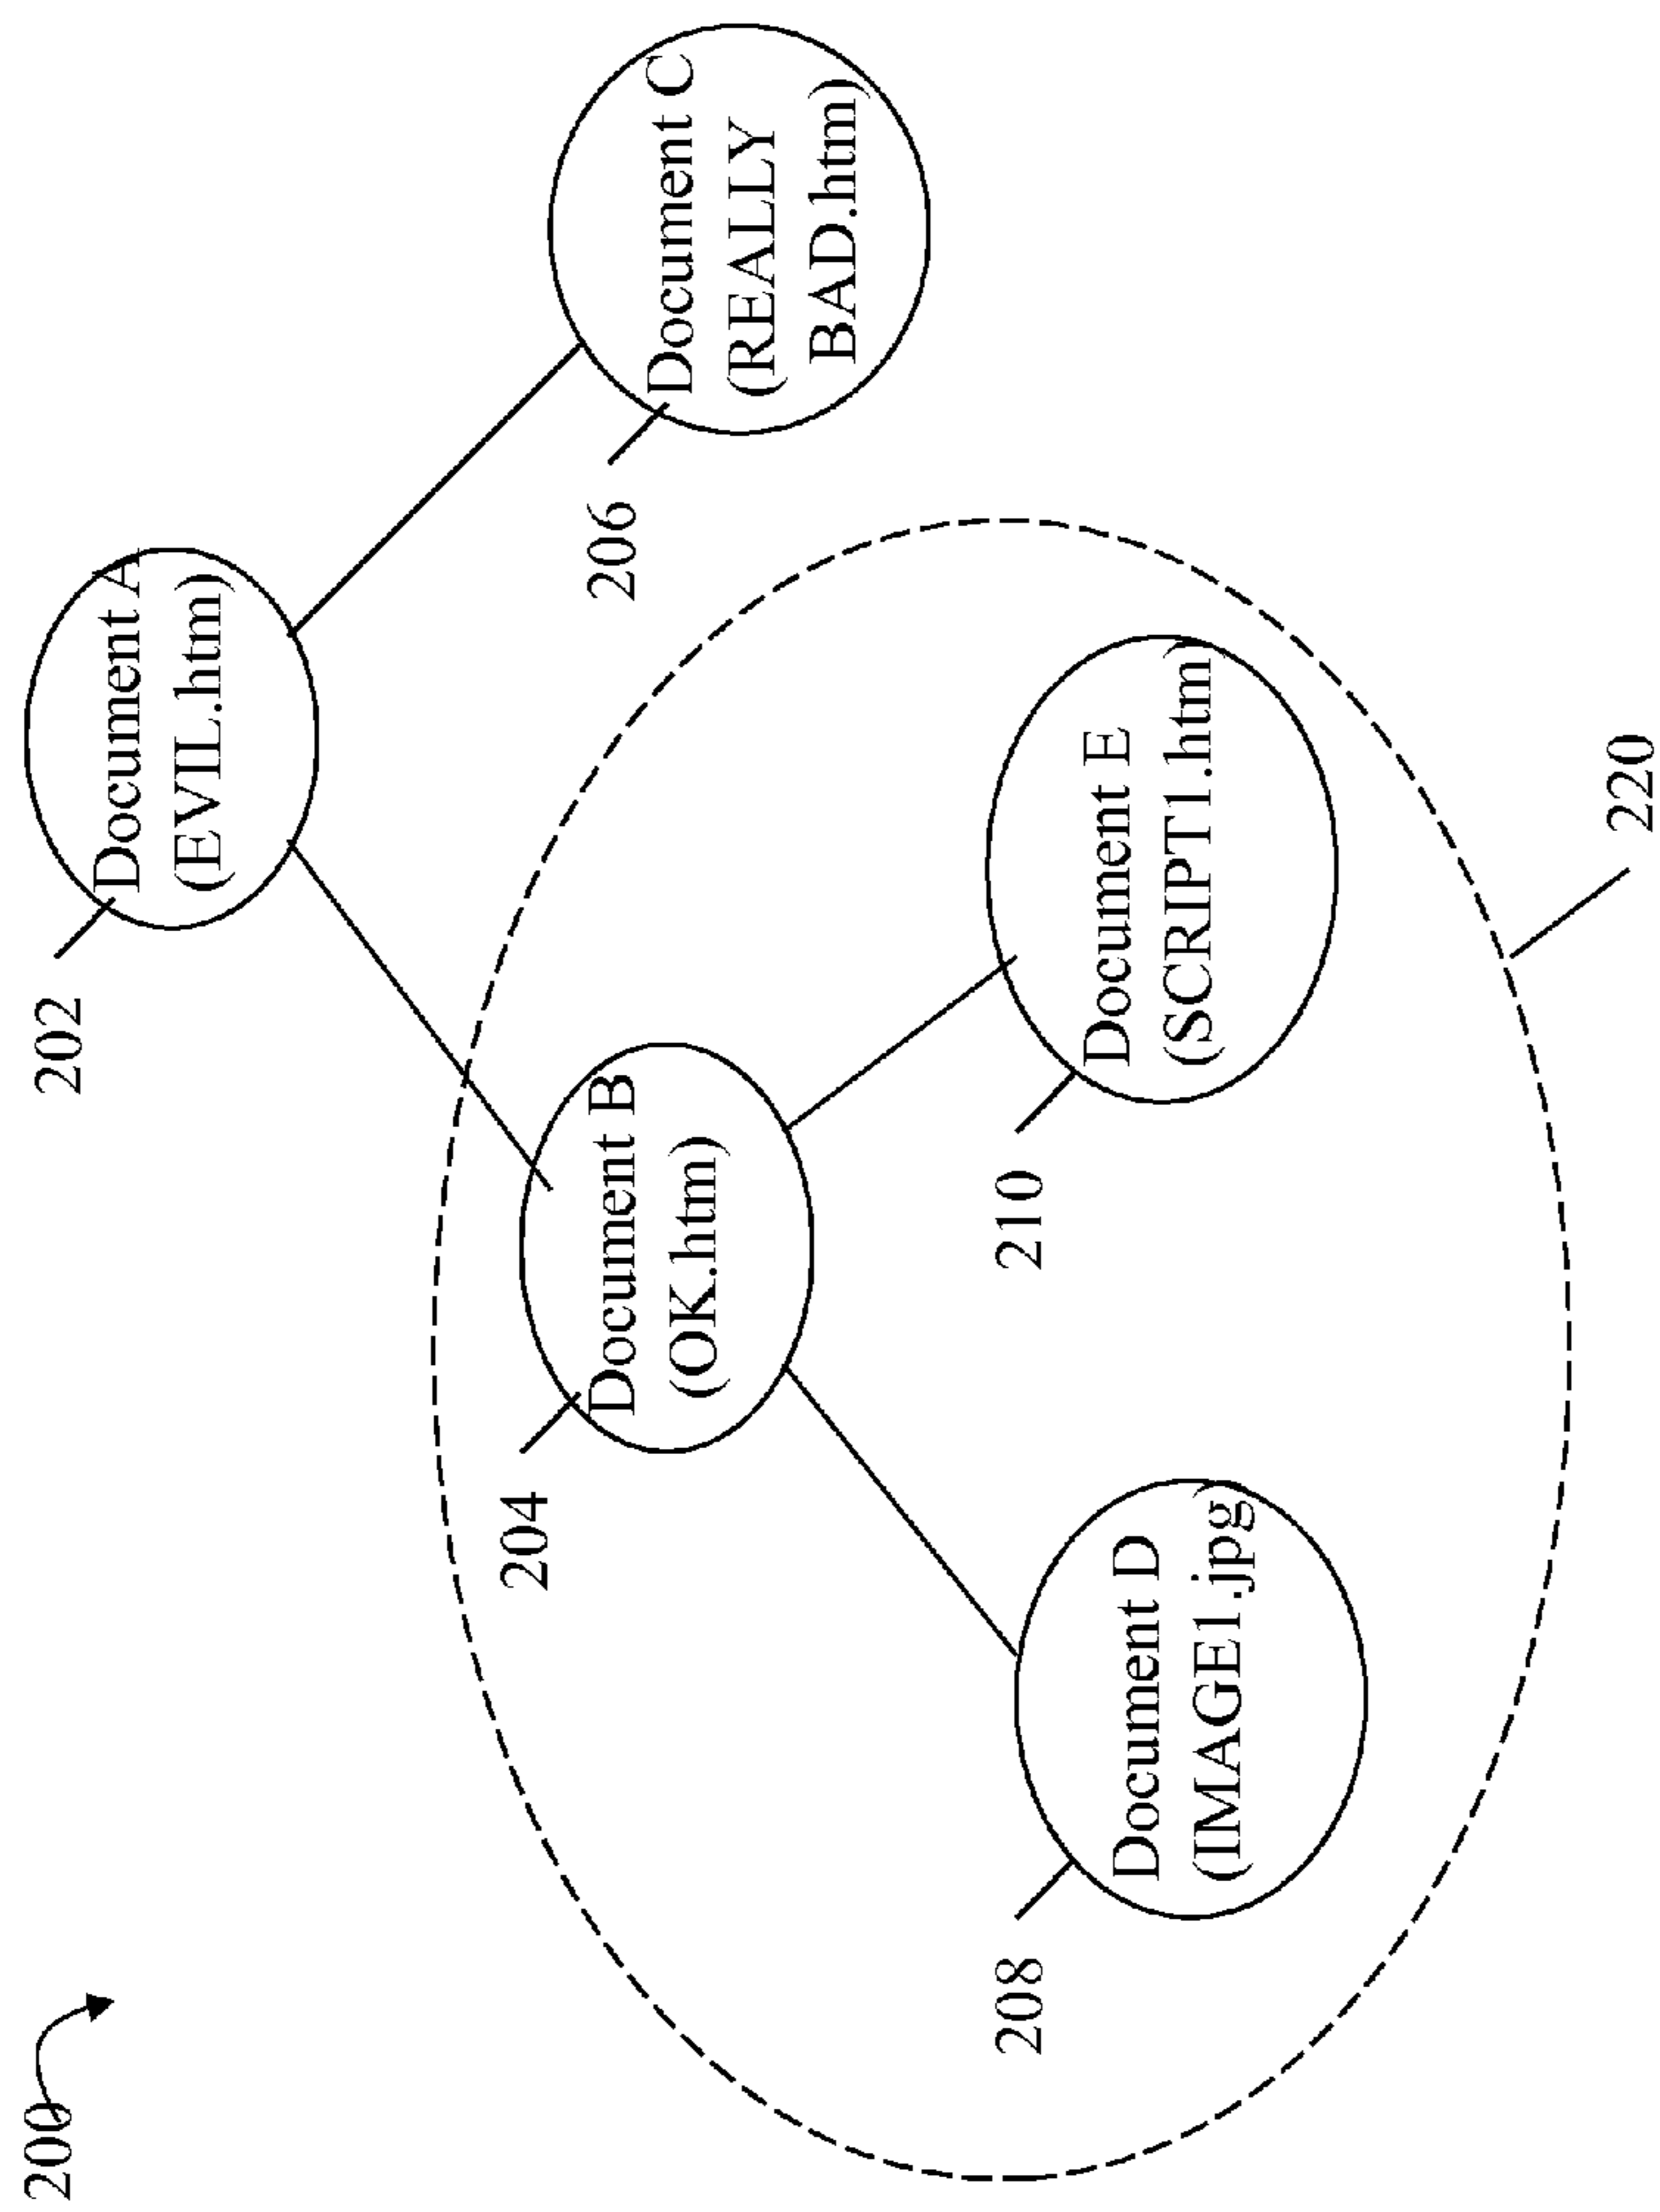 200
202
Document A
(EVIL.htm)
204
Document B
(OK.htm)
206
Document C
(REALLY
BAD.htm)
208
Document D
(IMAGE1.jpg)
210
Document E
(SCRIPT1.htm)
220